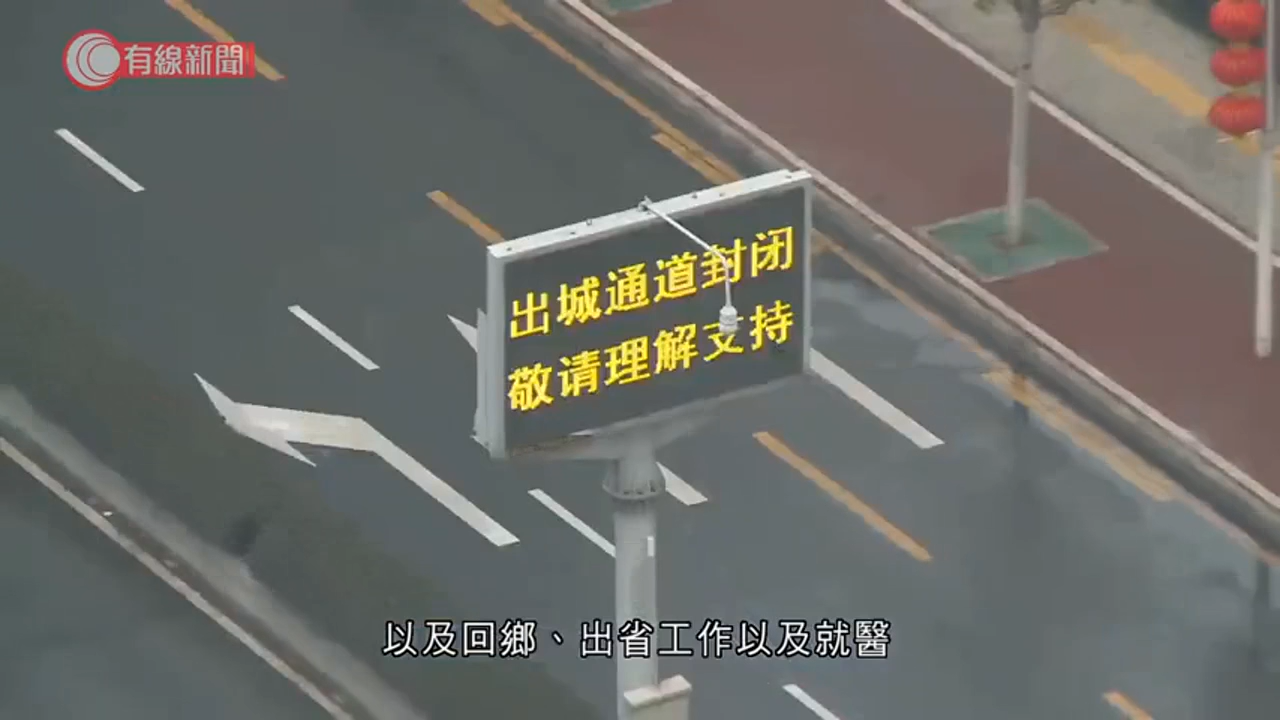 有線新聞
出城通道封闭
敬请理解支持
以及回鄉、出省工作以及就醫